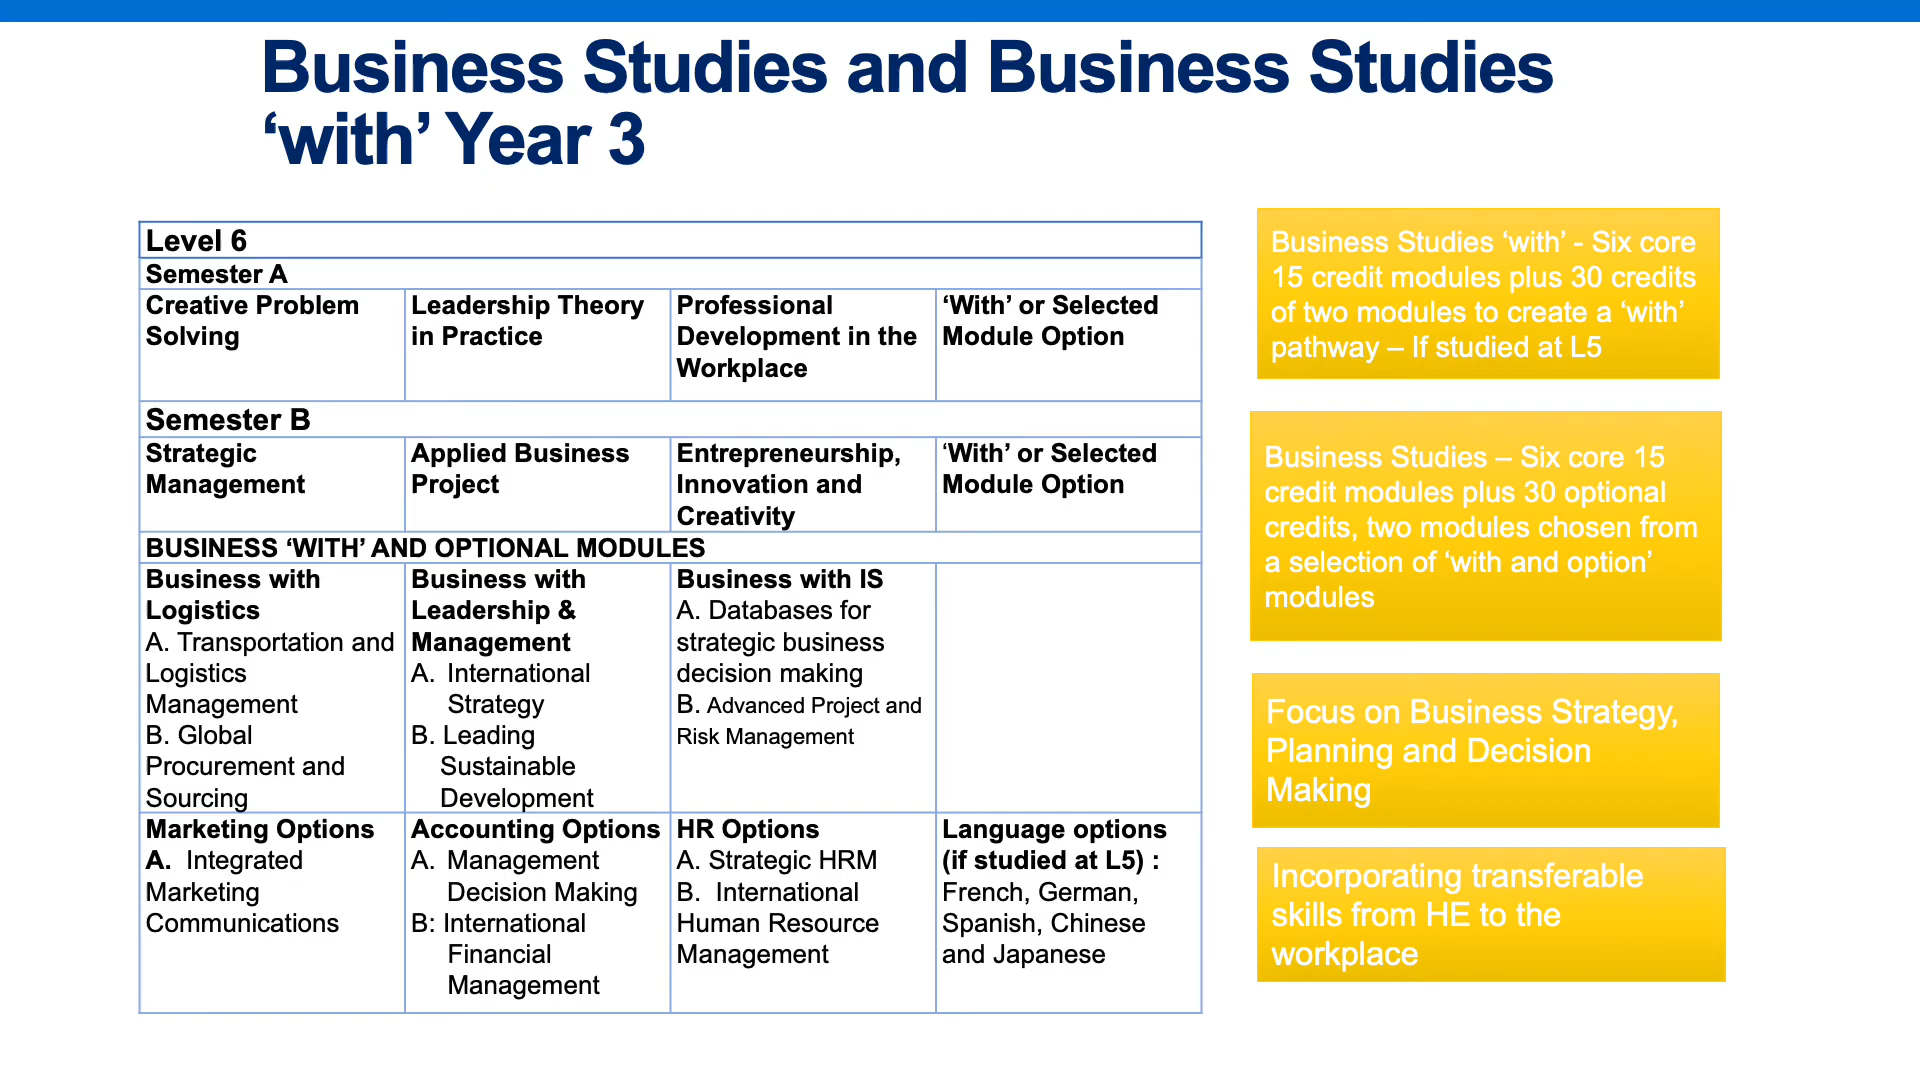 Business Studies and Business Studies
‘with’ Year 3
Level 6
Semester A
Creative Problem
Solving
Leadership Theory
in Practice
Professional
Development in the
Workplace
‘With’ or Selected
Module Option
Semester B
Strategic
Management
Applied Business
Project
Entrepreneurship,
Innovation and
Creativity
‘With’ or Selected
Module Option
BUSINESS ‘WITH’ AND OPTIONAL MODULES
Business with
Logistics
A. Transportation and
Logistics
Management
B. Global
Procurement and
Sourcing
Business with
Leadership &
Management
A. International
Strategy
B. Leading
Sustainable
Development
Business with IS
A. Databases for
strategic business
decision making
B. Advanced Project and
Risk Management
Marketing Options
A. Integrated
Marketing
Communications
Accounting Options
A. Management
Decision Making
B: International
Financial
Management
HR Options
A. Strategic HRM
B. International
Human Resource
Management
Language options
(if studied at L5) :
French, German,
Spanish, Chinese
and Japanese
Business Studies ‘with’ - Six core
15 credit modules plus 30 credits
of two modules to create a ‘with’
pathway – If studied at L5
Business Studies – Six core 15
credit modules plus 30 optional
credits, two modules chosen from
a selection of ‘with and option’
modules
Focus on Business Strategy,
Planning and Decision
Making
Incorporating transferable
skills from HE to the
workplace